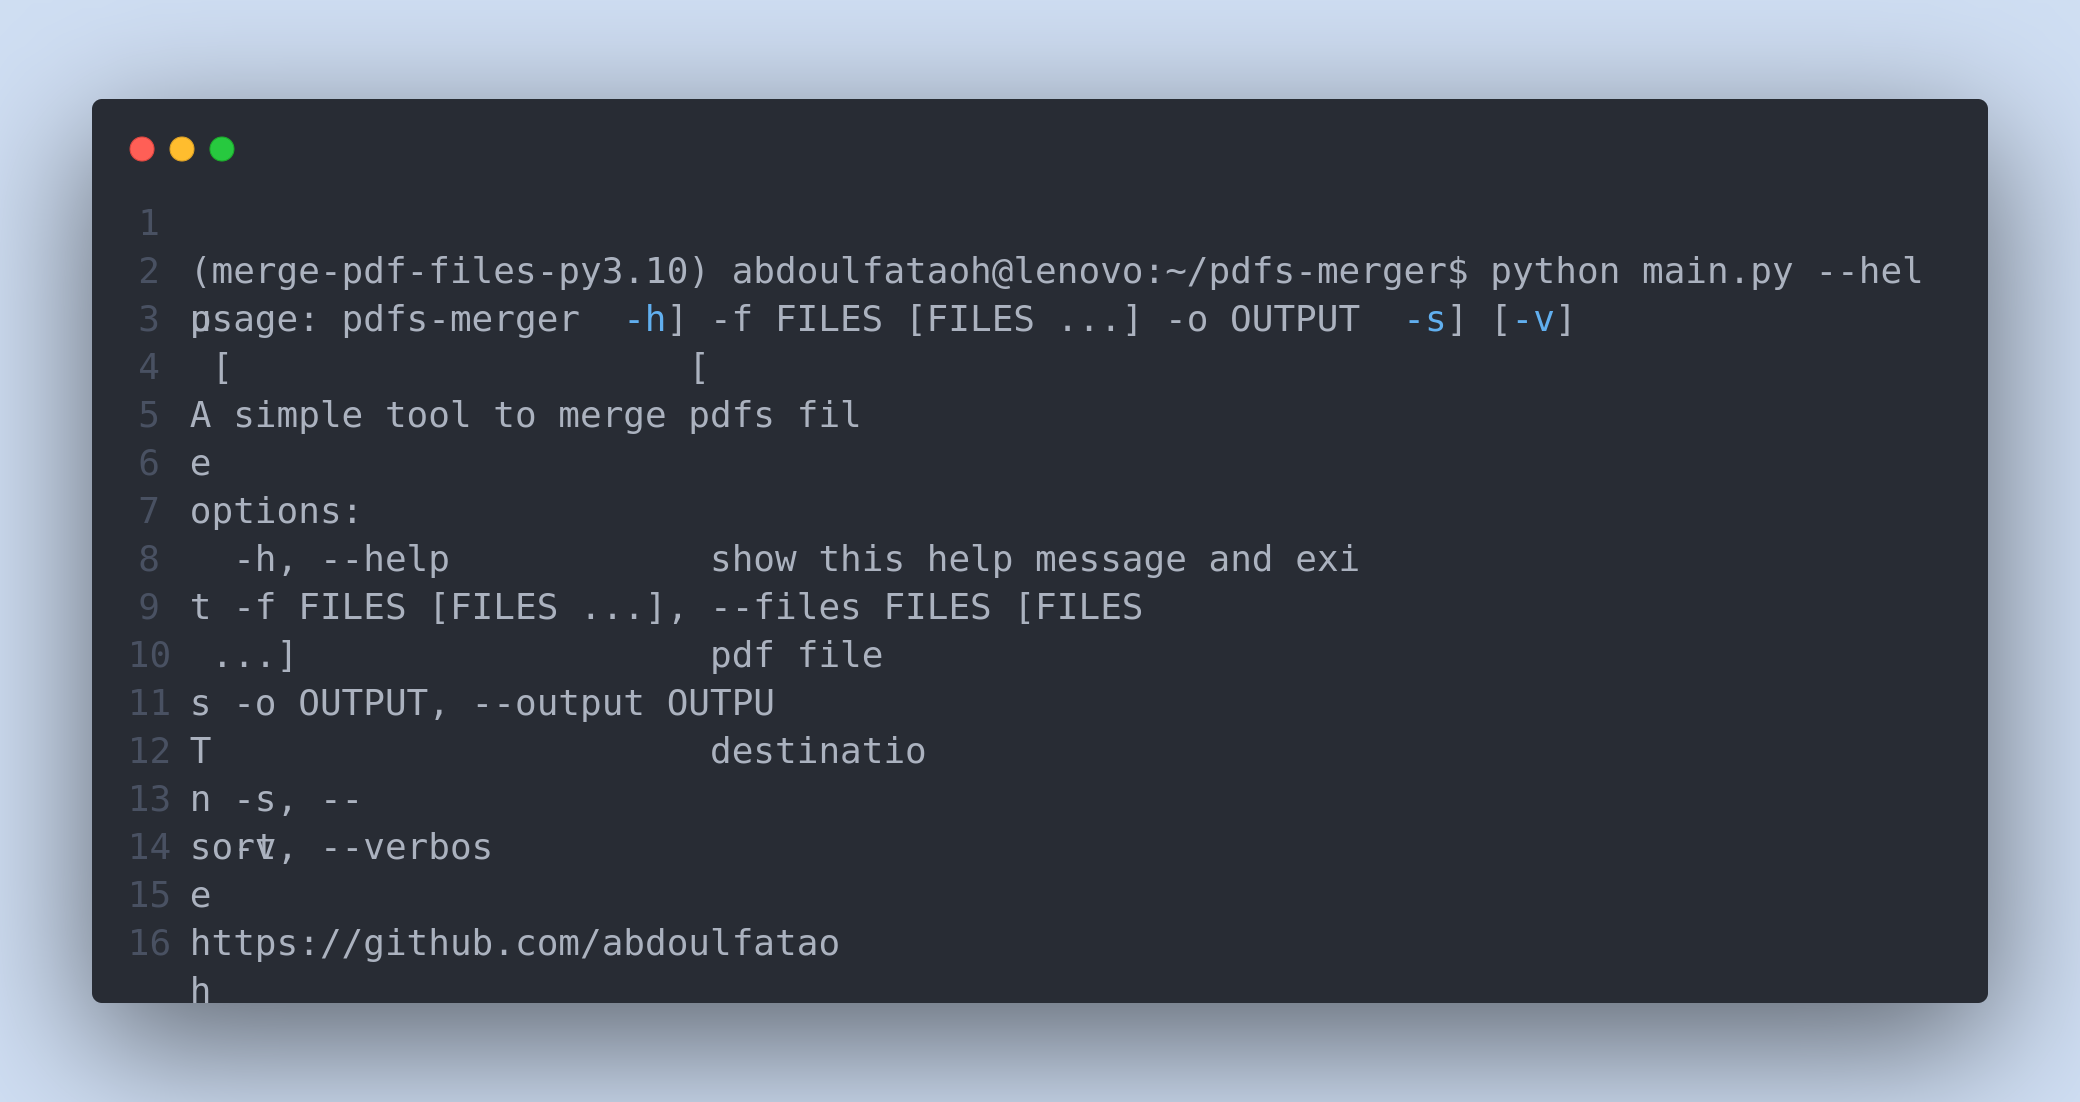 1
2 (merge-pdf-files-py3.10) abdoulfataoh@lenovo:~/pdfs-merger$ python main.py --hel
3 usage: pdfs-merger  -h] -f FILES [FILES ...] -o OUTPUT  -s] [-v]
p
4  [                     [
5 A simple tool to merge pdfs fil
6 e
7 options:
8   -h, --help            show this help message and exi
9 t -f FILES [FILES ...], --files FILES [FILES
10  ...]                   pdf file
11 s -o OUTPUT, --output OUTPU
12 T                       destinatio
13 n -s, --
14 sort
-v, --verbos
15 e
16 https://github.com/abdoulfatao
h